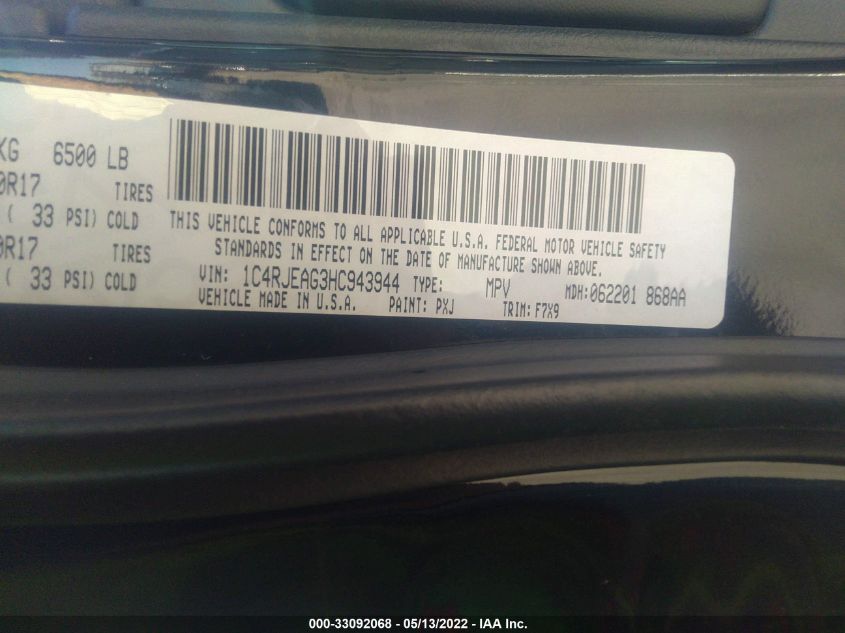 KG 6500 LB
0R17 TIRES
( 33 PSI) COLD
0R17 TIRES
( 33 PSI) COLD
THIS VEHICLE CONFORMS TO ALL APPLICABLE U.S.A. FEDERAL MOTOR VEHICLE SAFETY
STANDARDS IN EFFECT ON THE DATE OF MANUFACTURE SHOWN ABOVE.
VIN: 1C4RJEAG3HC943944 TYPE: MPV MDH:062201 868AA
VEHICLE MADE IN U.S.A. PAINT: PXJ TRIM: F7X9
000-33092068 - 05/13/2022 - IAA Inc.